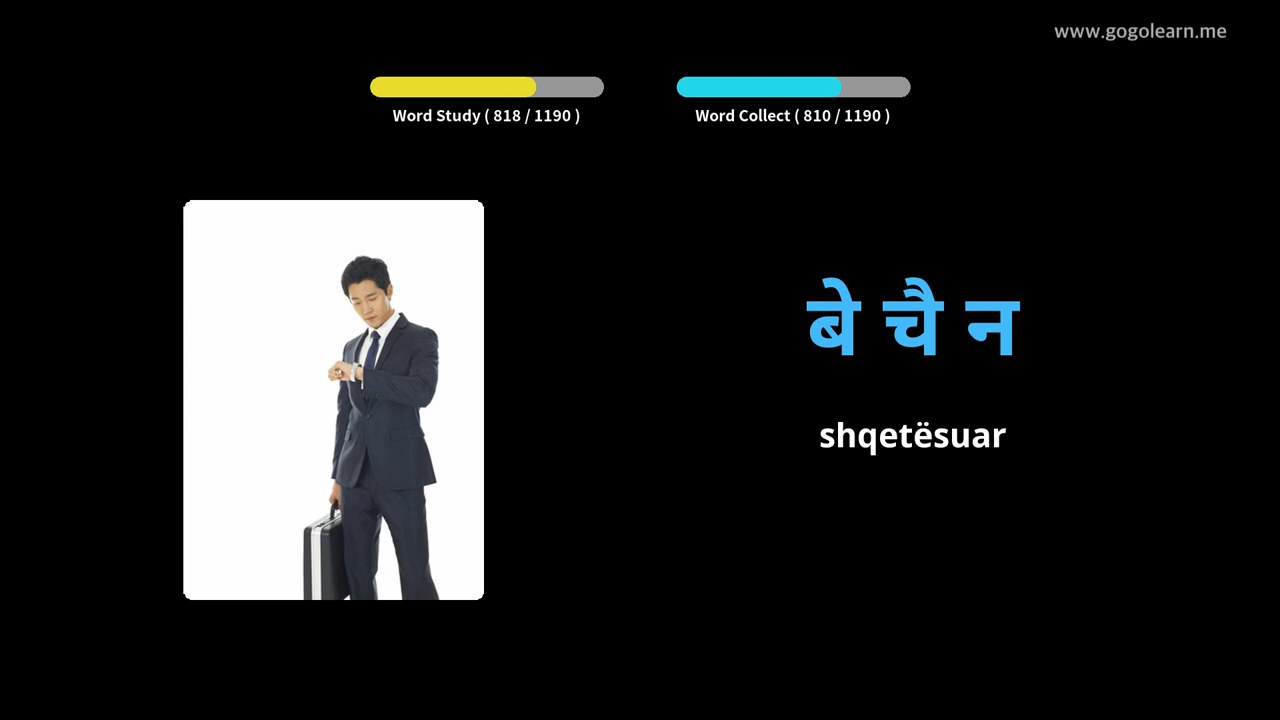 www.gogolearn.me
Word Study ( 818 / 1190 )
Word Collect ( 810 / 1190 )
बे चै न
shqetësuar